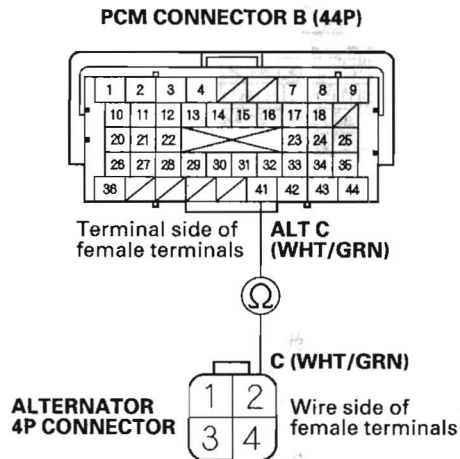 PCM CONNECTOR B (44P)
1 2 3 4 7 8 9
10 11 12 13 14 15 16 17 18
20 21 22 23 24 25
26 27 28 29 30 31 32 33 34 35
36 41 42 43 44
Terminal side of
female terminals
ALT C
(WHT/GRN)
Ω
C (WHT/GRN)
ALTERNATOR
4P CONNECTOR
1 2
3 4
Wire side of
female terminals